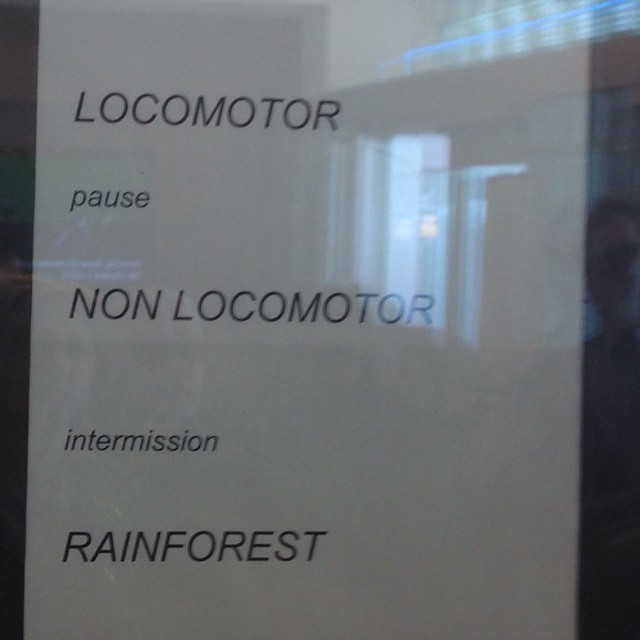 LOCOMOTOR
pause
NON LOCOMOTOR
intermission
RAINFOREST